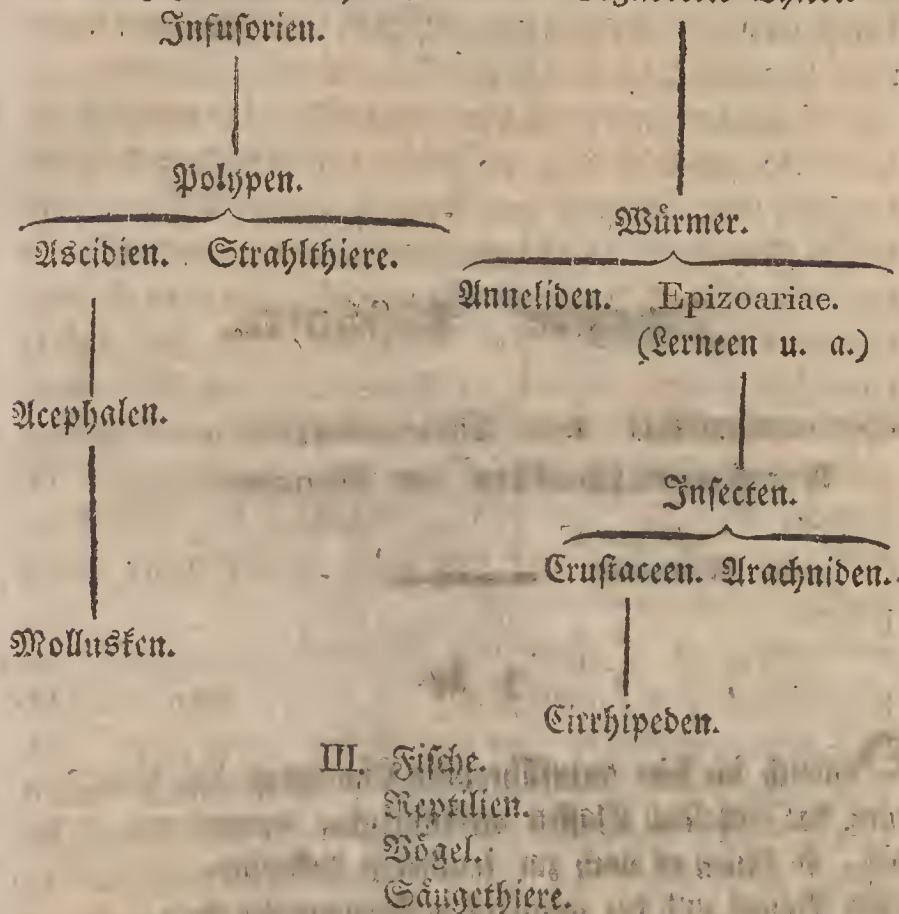 Infusorien.
Polypen.
Ascidien. Strahlthiere.
Acephalen.
Mollusken.
Würmer.
Anneliden. Epizoariae.
(Lerneen u. a.)
Insecten.
Crustaceen. Arachniden.
Cirrhipeden.
III. Fische.
Reptilien.
Vögel.
Säugethiere.